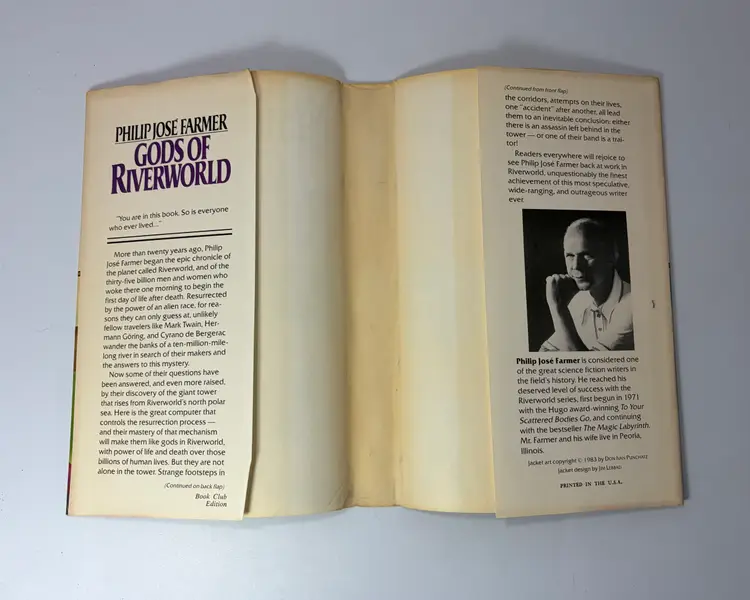 PHILIP JOSÉ FARMER
GODS OF
RIVERWORLD
"You are in this book. So is everyone
who ever lived..."
More than twenty years ago, Philip
José Farmer began the epic chronicle of
the planet called Riverworld, and of the
thirty-five billion men and women who
woke there one morning to begin the
first day of life after death. Resurrected
by the power of an alien race, for rea-
sons they can only guess at, unlikely
fellow travelers like Mark Twain, Her-
mann Göring, and Cyrano de Bergerac
wander the banks of a ten-million-mile-
long river in search of their makers and
the answers to this mystery.
Now some of their questions have
been answered, and even more raised,
by their discovery of the giant tower
that rises from Riverworld's north polar
sea. Here is the great computer that
controls the resurrection process —
and their mastery of that mechanism
will make them like gods in Riverworld,
with power of life and death over those
billions of human lives. But they are not
alone in the tower. Strange footsteps in
(Continued on back flap)
Book Club
Edition
(Continued from front flap)
the corridors, attempts on their lives,
one "accident" after another, all lead
them to an inevitable conclusion: either
there is an assassin left behind in the
tower — or one of their band is a trai-
tor!
Readers everywhere will rejoice to
see Philip José Farmer back at work in
Riverworld, unquestionably the finest
achievement of this most speculative,
wide-ranging, and outrageous writer
ever.
Philip José Farmer is considered one
of the great science fiction writers in
the field's history. He reached his
deserved level of success with the
Riverworld series, first begun in 1971
with the Hugo award-winning To Your
Scattered Bodies Go, and continuing
with the bestseller The Magic Labyrinth.
Mr. Farmer and his wife live in Peoria,
Illinois.
Jacket art copyright © 1983 by Don Ivan Punchatz
Jacket design by Jim
PRINTED IN THE U.S.A.